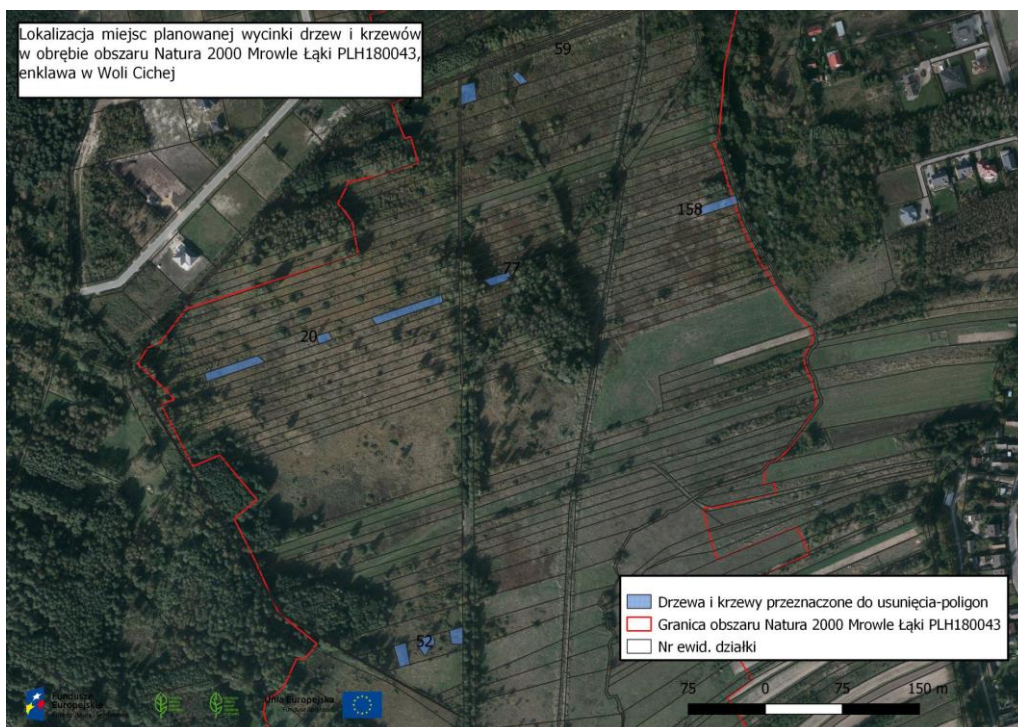 Lokalizacja miejsc planowanej wycinki drzew i krzewów
w obrębie obszaru Natura 2000 Mrowle Łąki PLH180043,
enklawa w Woli Cichej
59
158
77
20
52
Drzewa i krzewy przeznaczone do usunięcia-poligon
Granica obszaru Natura 2000 Mrowle Łąki PLH180043
Nr ewid. działki
75 0 75 150 m
Fundusze
Europejskie
Unia Europejska